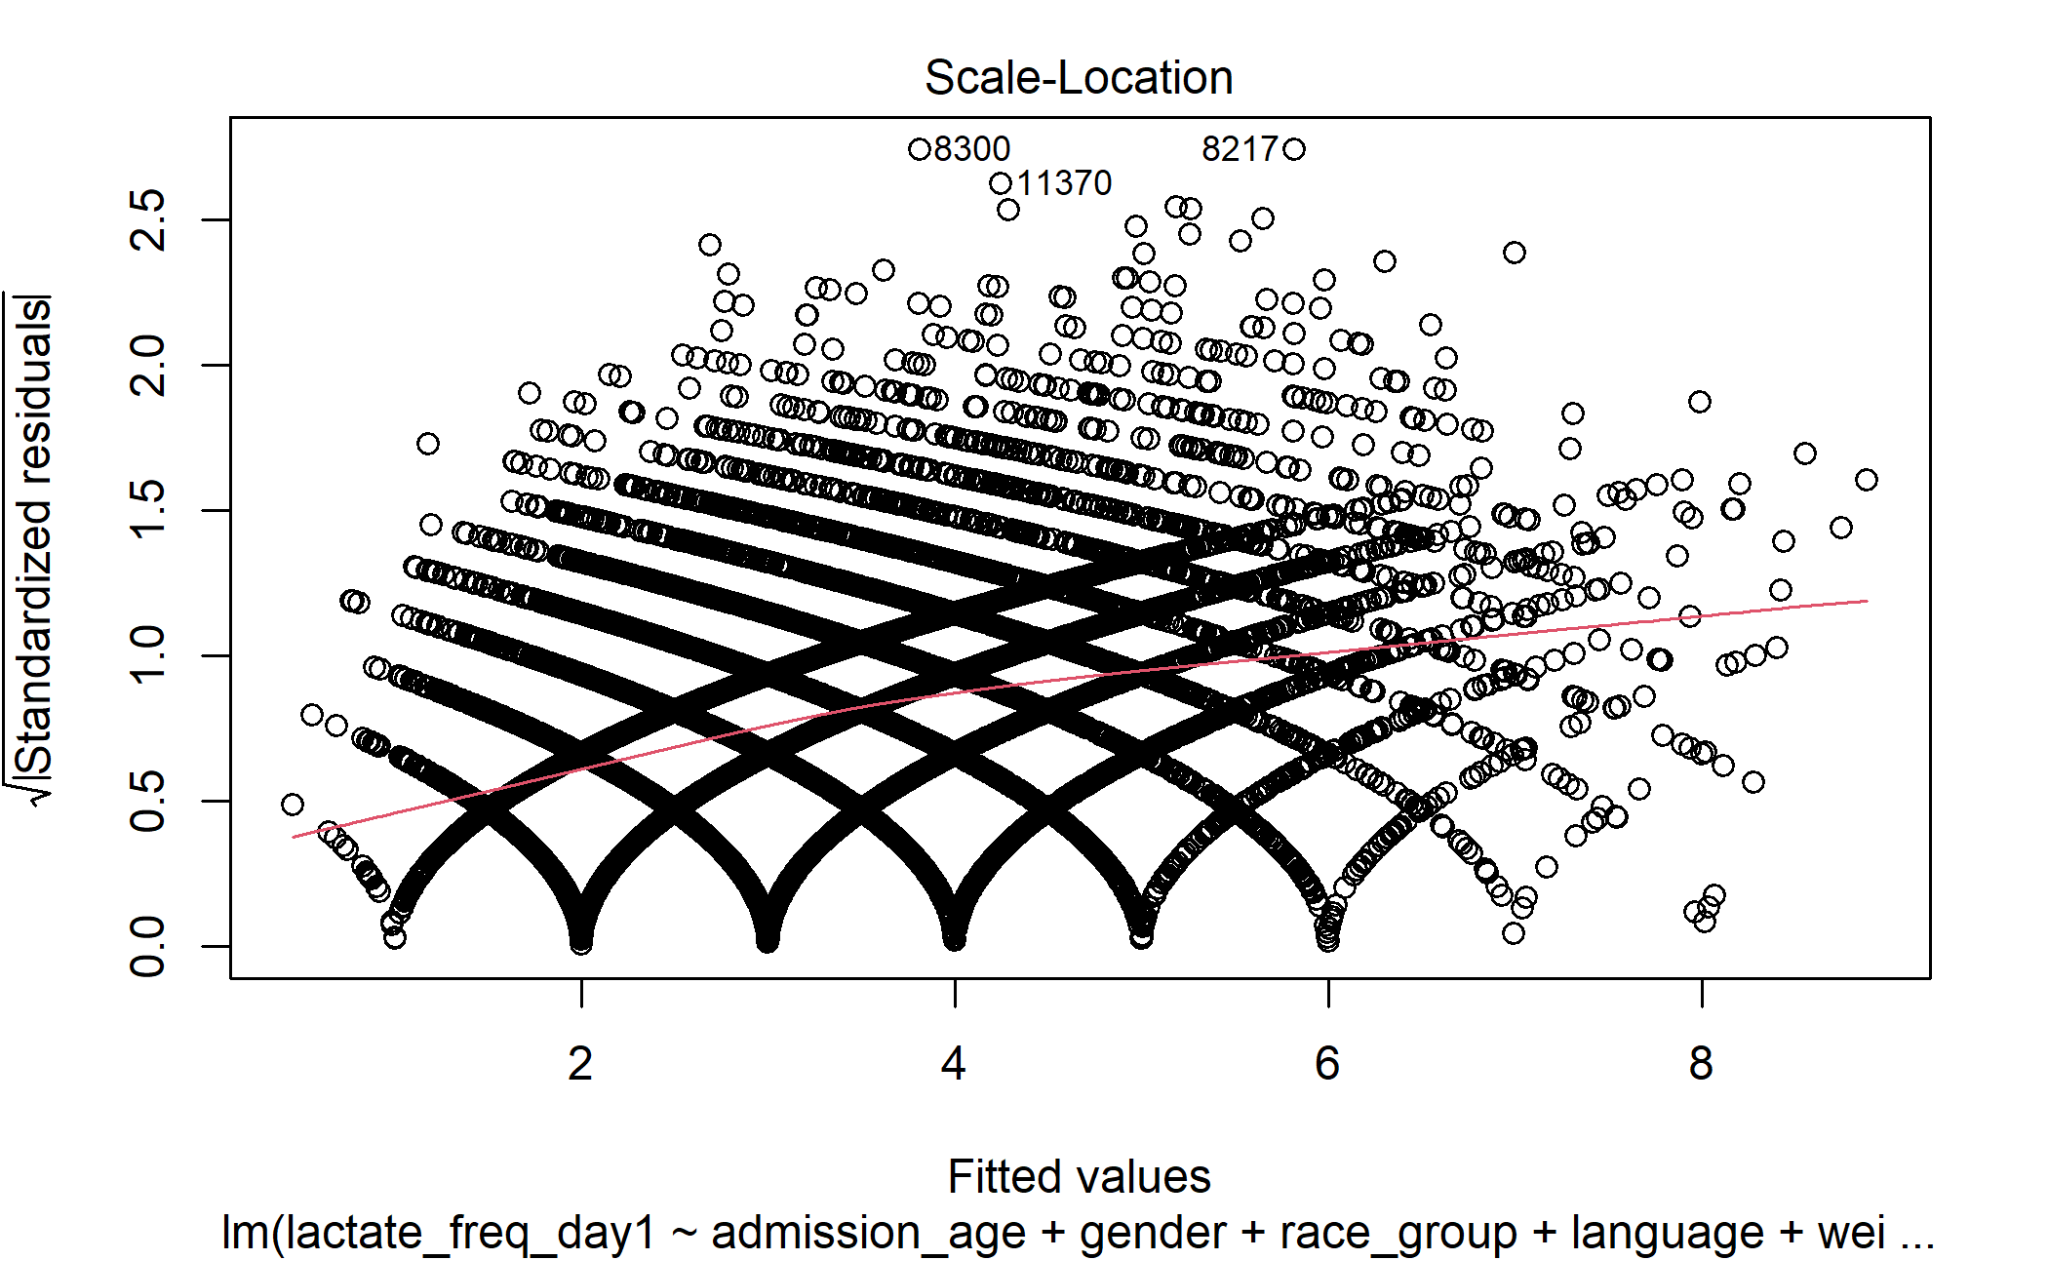 Scale-Location
8300
8217
11370
√|Standardized residuals|
2.5
2.0
1.5
1.0
0.5
0.0
2 4 6 8
Fitted values
lm(lactate_freq_day1 ~ admission_age + gender + race_group + language + wei ...